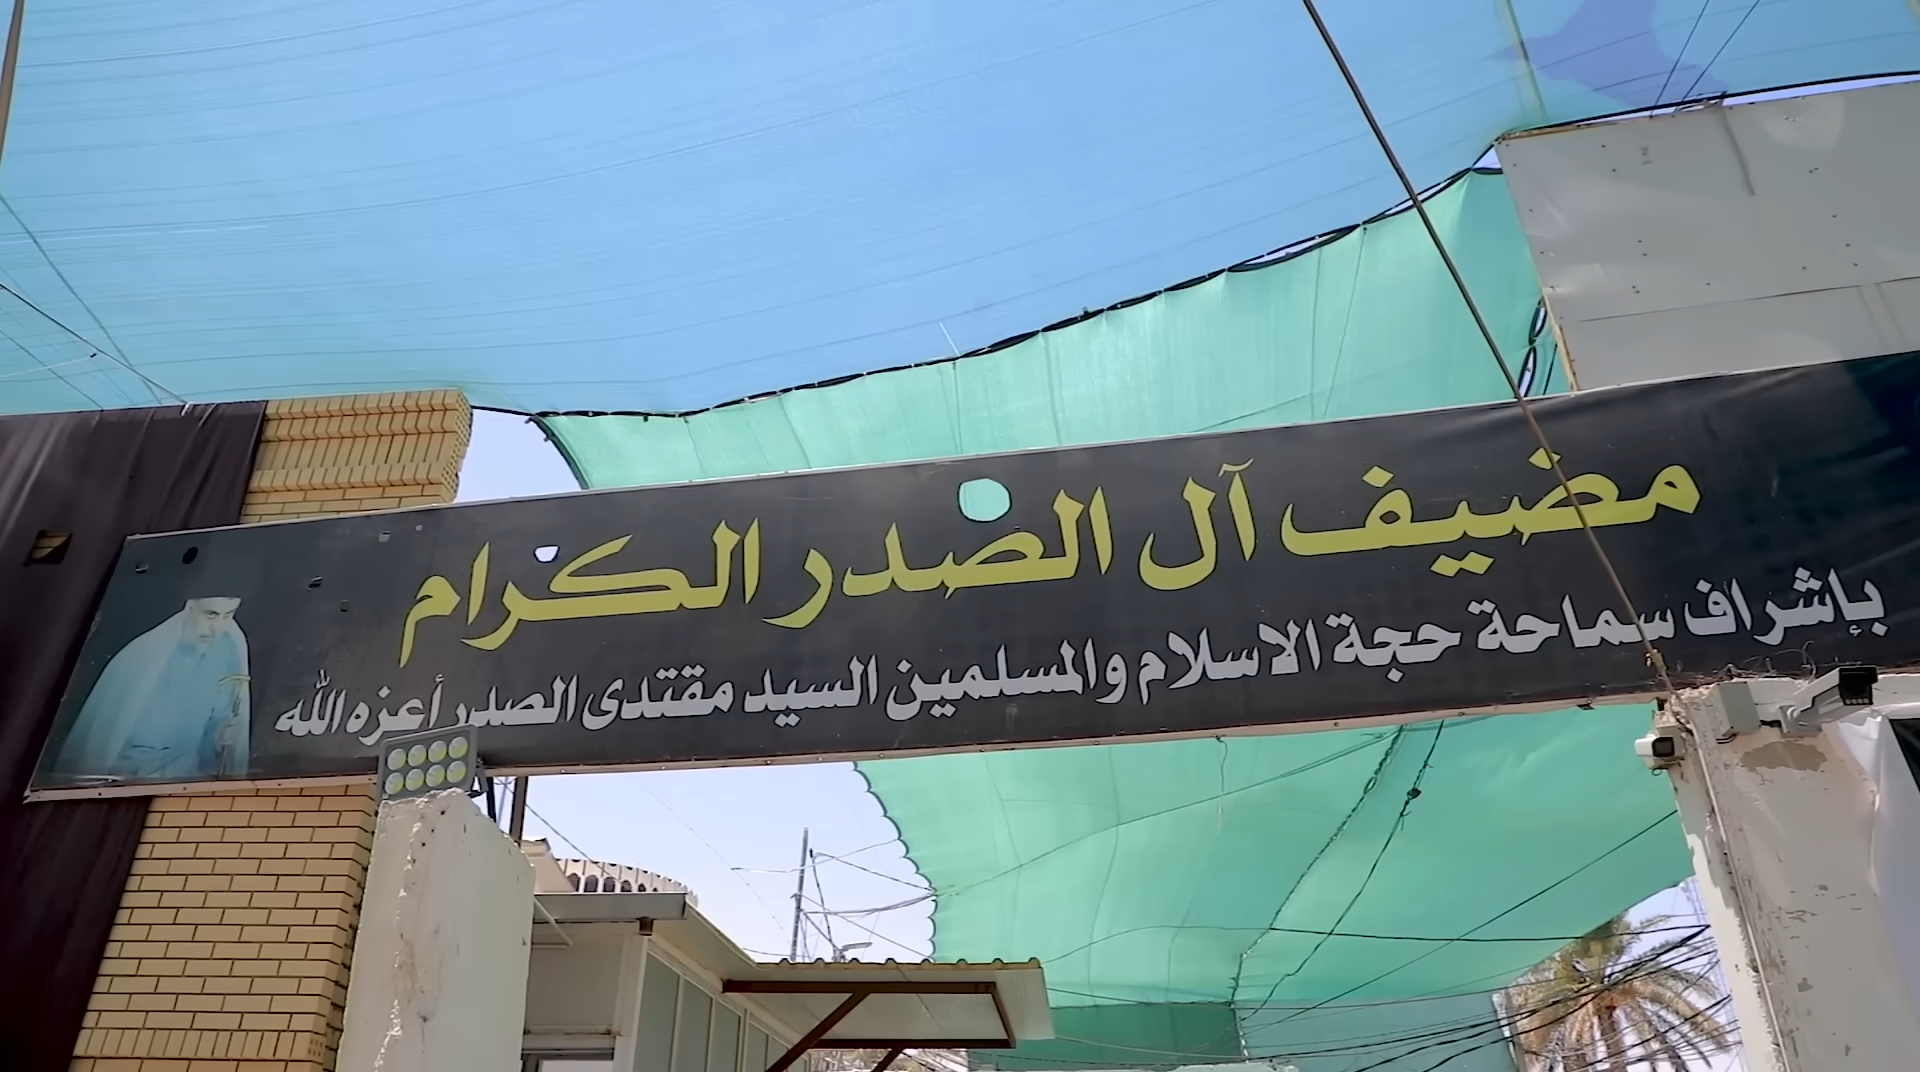 مضيف آل الصدر الكرام
بإشراف سماحة حجة الاسلام والمسلمين السيد مقتدى الصدر أعزه الله